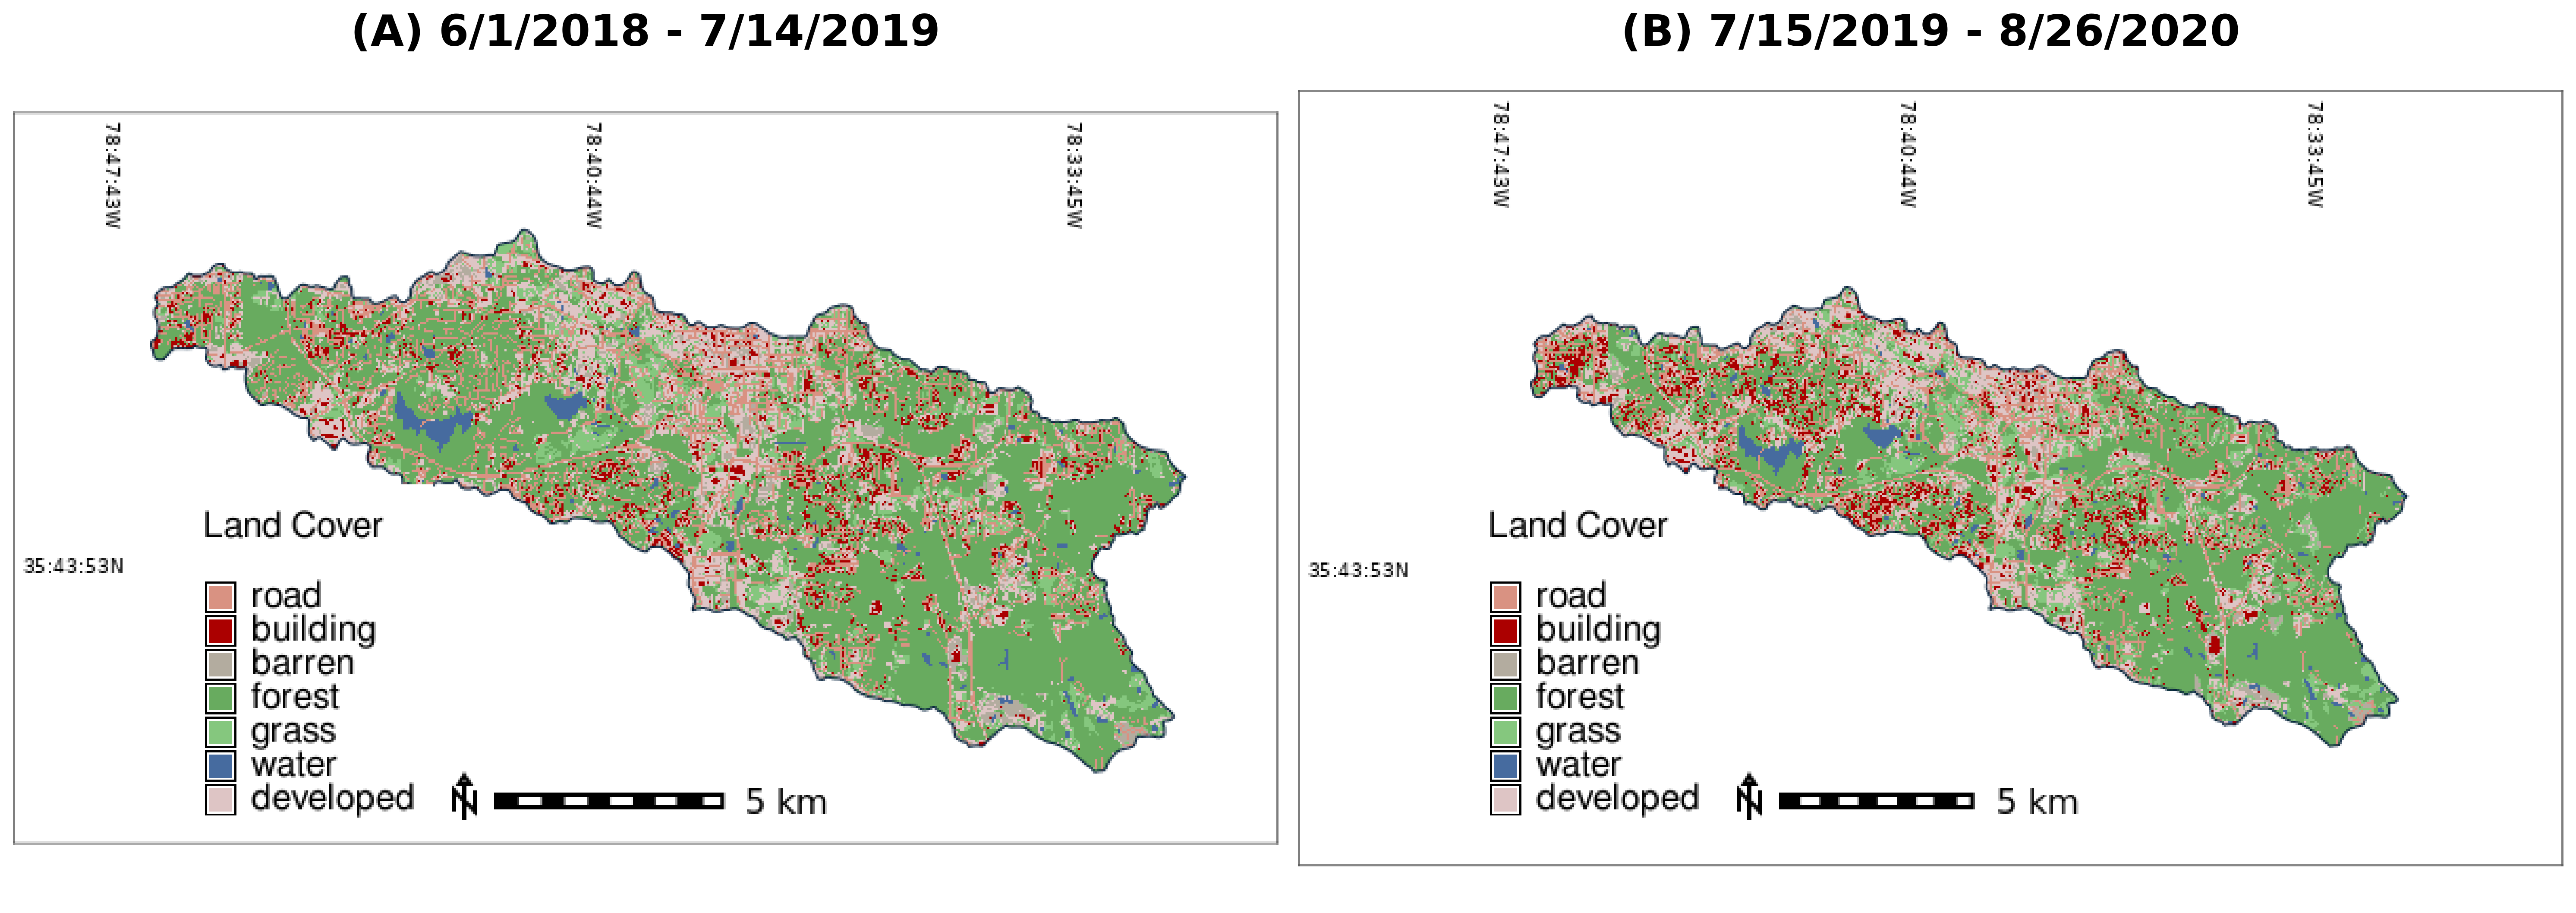 (A) 6/1/2018 - 7/14/2019
78:47:43W
78:40:44W
78:33:45W
35:43:53N
Land Cover
road
building
barren
forest
grass
water
developed
N
5 km
(B) 7/15/2019 - 8/26/2020
78:47:43W
78:40:44W
78:33:45W
35:43:53N
Land Cover
road
building
barren
forest
grass
water
developed
N
5 km